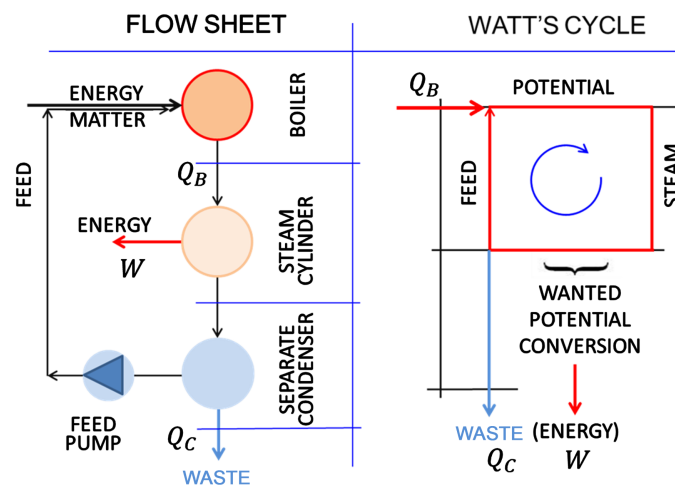 FLOW SHEET
ENERGY
MATTER
BOILER
FEED
Q_B
ENERGY
W
STEAM
CYLINDER
SEPARATE
CONDENSER
FEED
PUMP
Q_C
WASTE
WATT'S CYCLE
Q_B
POTENTIAL
FEED
STEAM
WANTED
POTENTIAL
CONVERSION
WASTE (ENERGY)
Q_C W